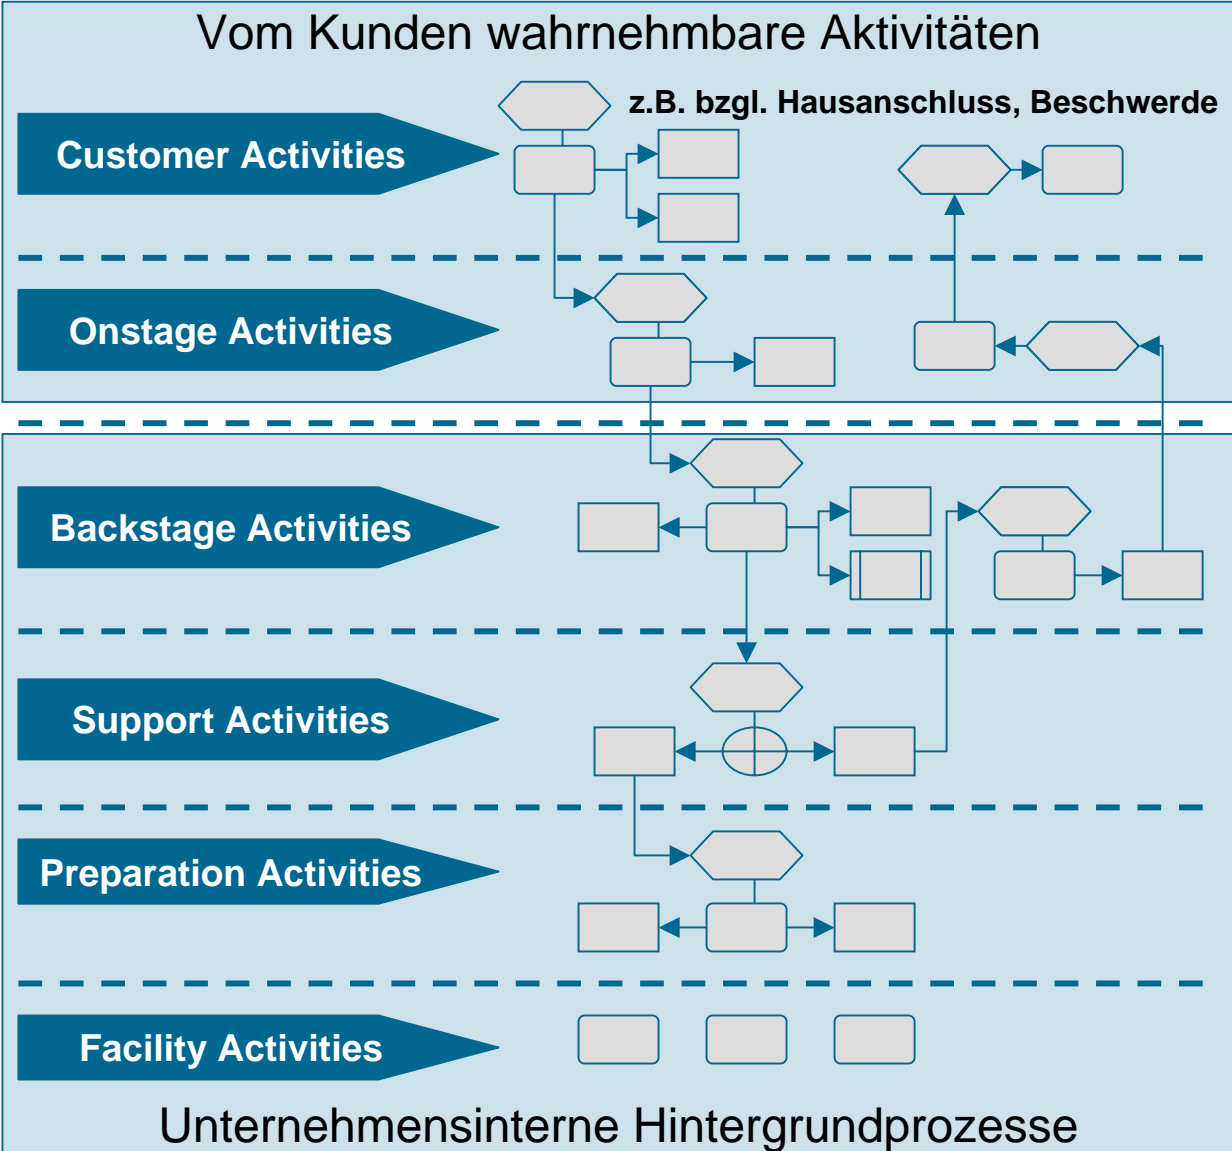 Vom Kunden wahrnehmbare Aktivitäten
z.B. bzgl. Hausanschluss, Beschwerde
Customer Activities
Onstage Activities
Backstage Activities
Support Activities
Preparation Activities
Facility Activities
Unternehmensinterne Hintergrundprozesse